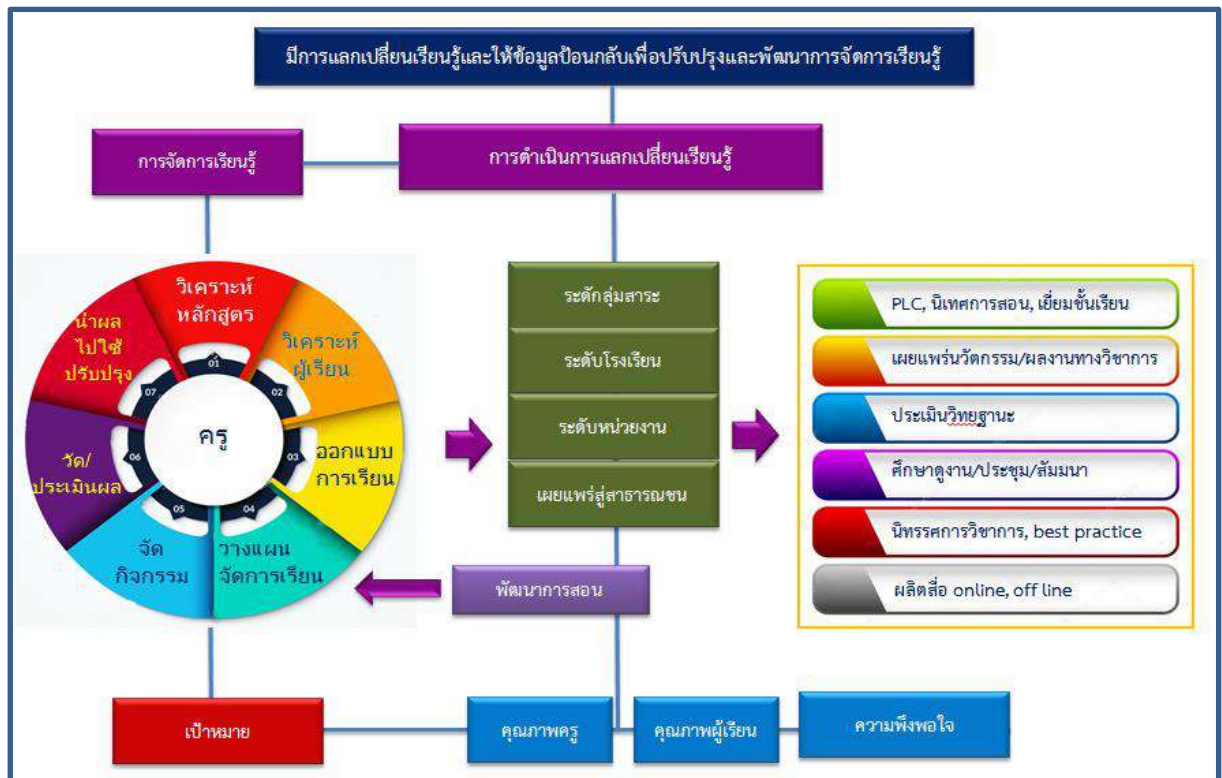 มีการแลกเปลี่ยนเรียนรู้และให้ข้อมูลป้อนกลับเพื่อปรับปรุงและพัฒนาการจัดการเรียนรู้
การจัดการเรียนรู้
การดำเนินการแลกเปลี่ยนเรียนรู้
วิเคราะห์
หลักสูตร
01
วิเคราะห์
ผู้เรียน
02
ออกแบบ
การเรียน
03
วางแผน
จัดการเรียน
04
จัด
กิจกรรม
05
วัด/
ประเมินผล
06
นำผล
ไปใช้
ปรับปรุง
07
ครู
ระดักลุ่มสาระ
ระดับโรงเรียน
ระดับหน่วยงาน
เผยแพร่สู่สาธารณชน
PLC, นิเทศการสอน, เยี่ยมชั้นเรียน
เผยแพร่นวัตกรรม/ผลงานทางวิชาการ
ประเมินวิทยฐานะ
ศึกษาดูงาน/ประชุม/สัมมนา
นิทรรศการวิชาการ, best practice
ผลิตสื่อ online, off line
พัฒนาการสอน
เป้าหมาย
คุณภาพครู
คุณภาพผู้เรียน
ความพึงพอใจ